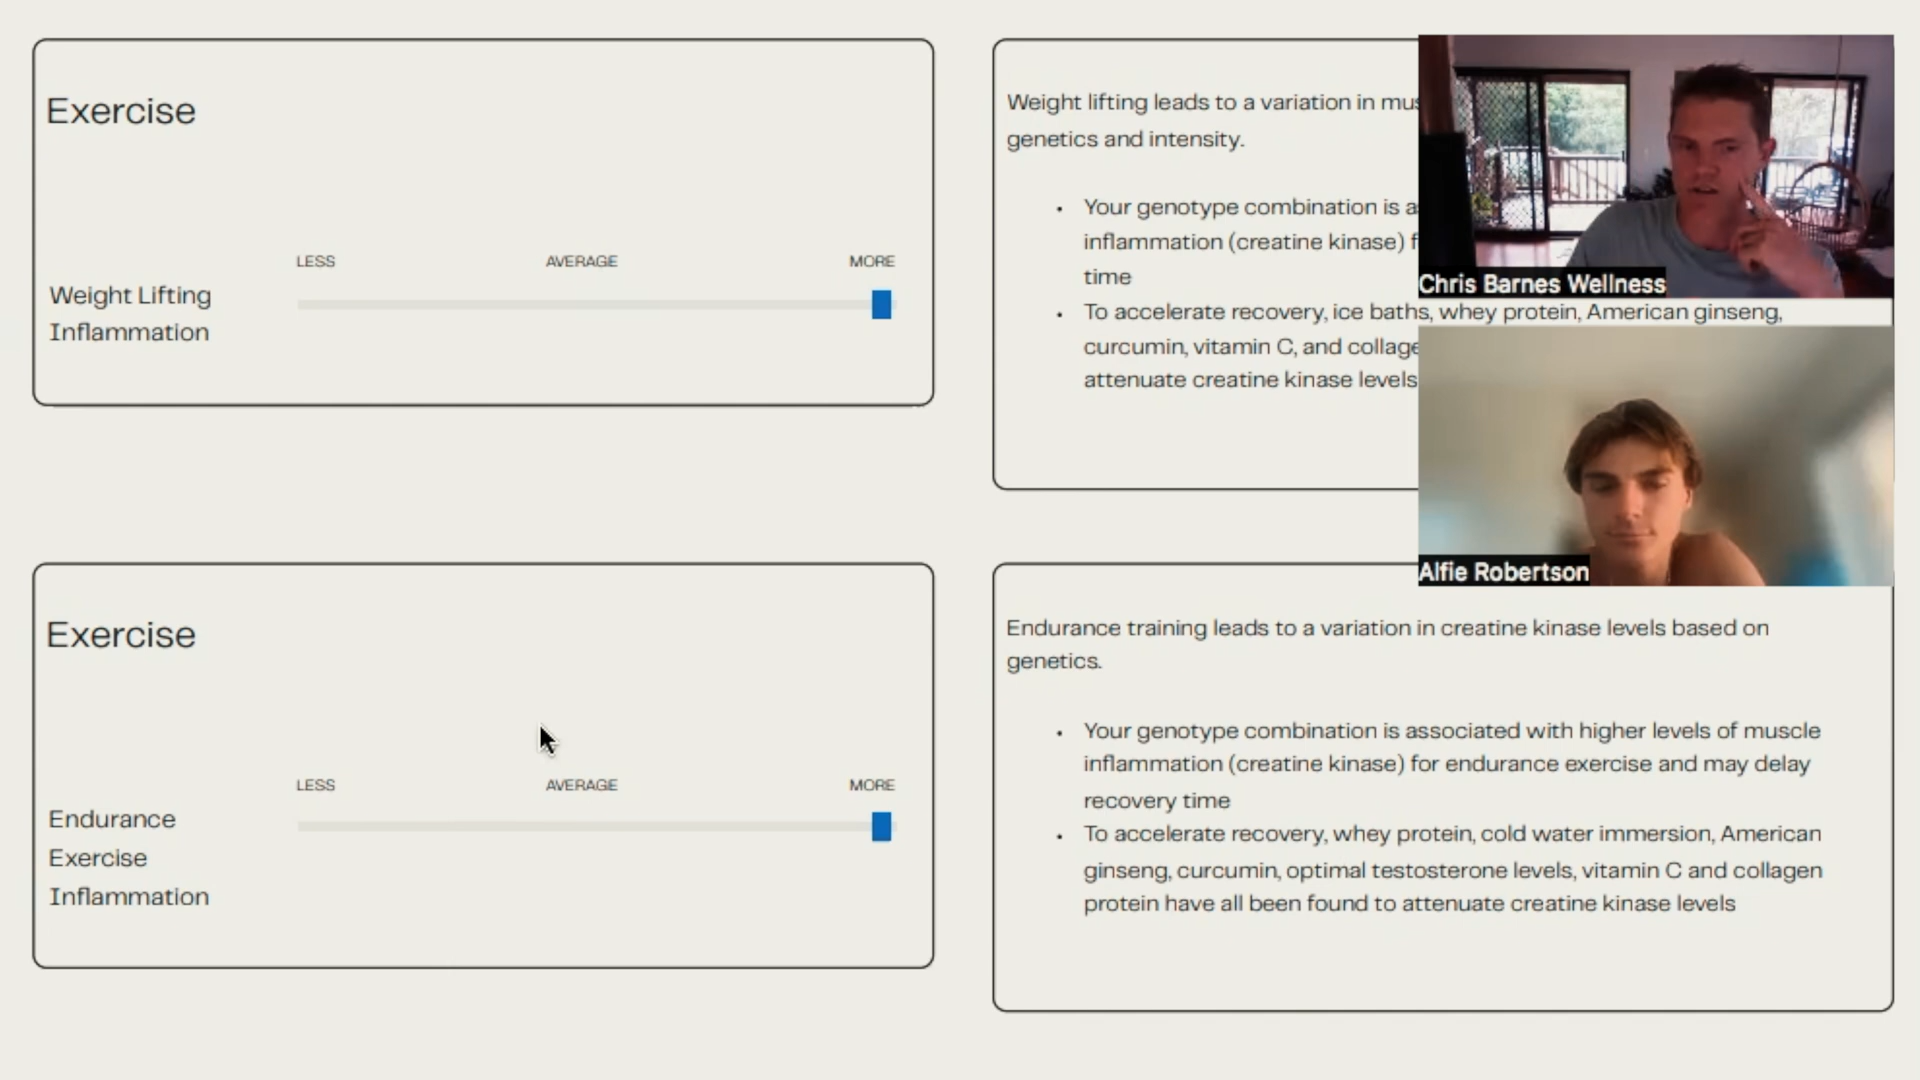 Exercise
LESS AVERAGE MORE
Weight Lifting
Inflammation
Weight lifting leads to a variation in
genetics and intensity.
• Your genotype combination is
inflammation (creatine kinase)
time
• To accelerate recovery, ice baths, whey protein, American ginseng,
curcumin, vitamin C, and
attenuate creatine kinase levels
Chris Barnes Wellness
Alfie Robertson
Exercise
LESS AVERAGE MORE
Endurance
Exercise
Inflammation
Endurance training leads to a variation in creatine kinase levels based on
genetics.
• Your genotype combination is associated with higher levels of muscle
inflammation (creatine kinase) for endurance exercise and may delay
recovery time
• To accelerate recovery, whey protein, cold water immersion, American
ginseng, curcumin, optimal testosterone levels, vitamin C and collagen
protein have all been found to attenuate creatine kinase levels